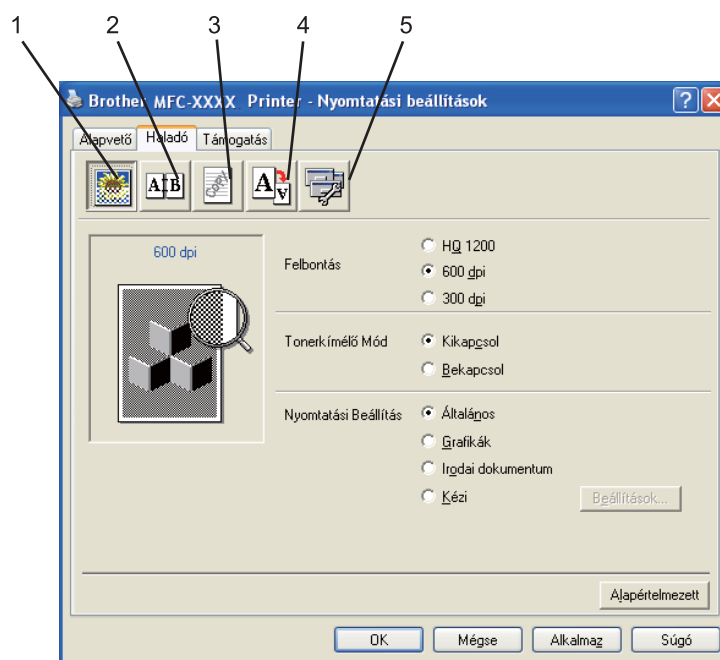 1 2 3 4 5
Brother MFC-XXXX Printer - Nyomtatási beállítások
Alapvető Haladó Támogatás
A B Copy A A
600 dpi
Felbontás
HQ 1200
600 dpi
300 dpi
Tonerkímélő Mód
Kikapcsol
Bekapcsol
Nyomtatási Beállítás
Általános
Grafikák
Irodai dokumentum
Kézi
Beállítások...
Alapértelmezett
OK Mégse Alkalmaz Súgó